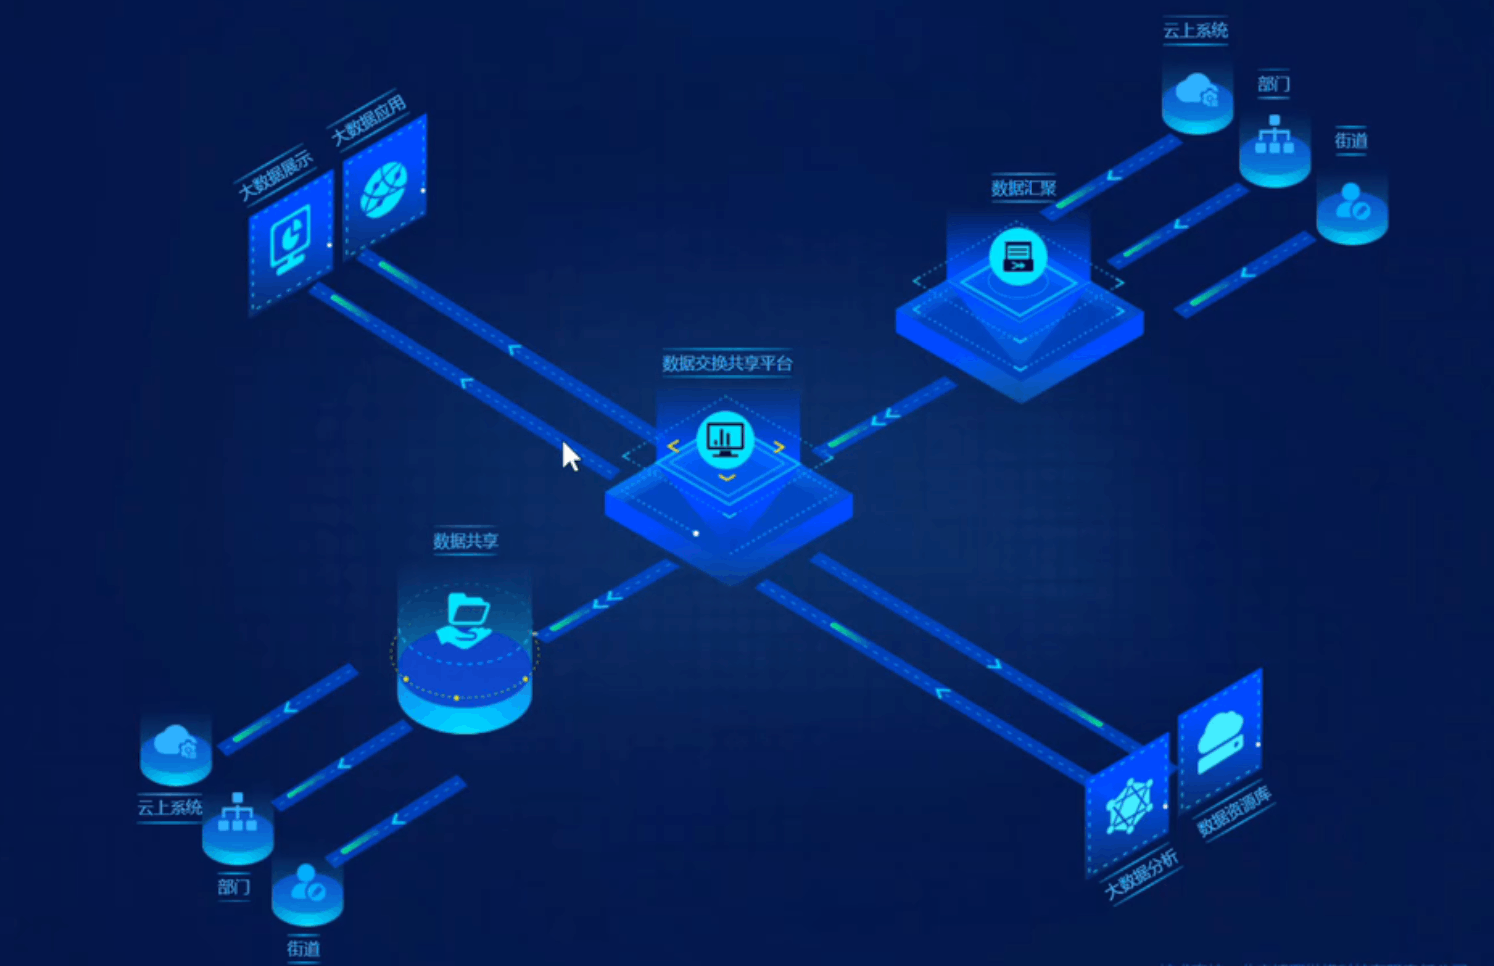 云上系统
部门
街道
大数据应用
大数据展示
数据汇聚
数据交换共享平台
数据共享
云上系统
部门
街道
数据资源库
大数据分析